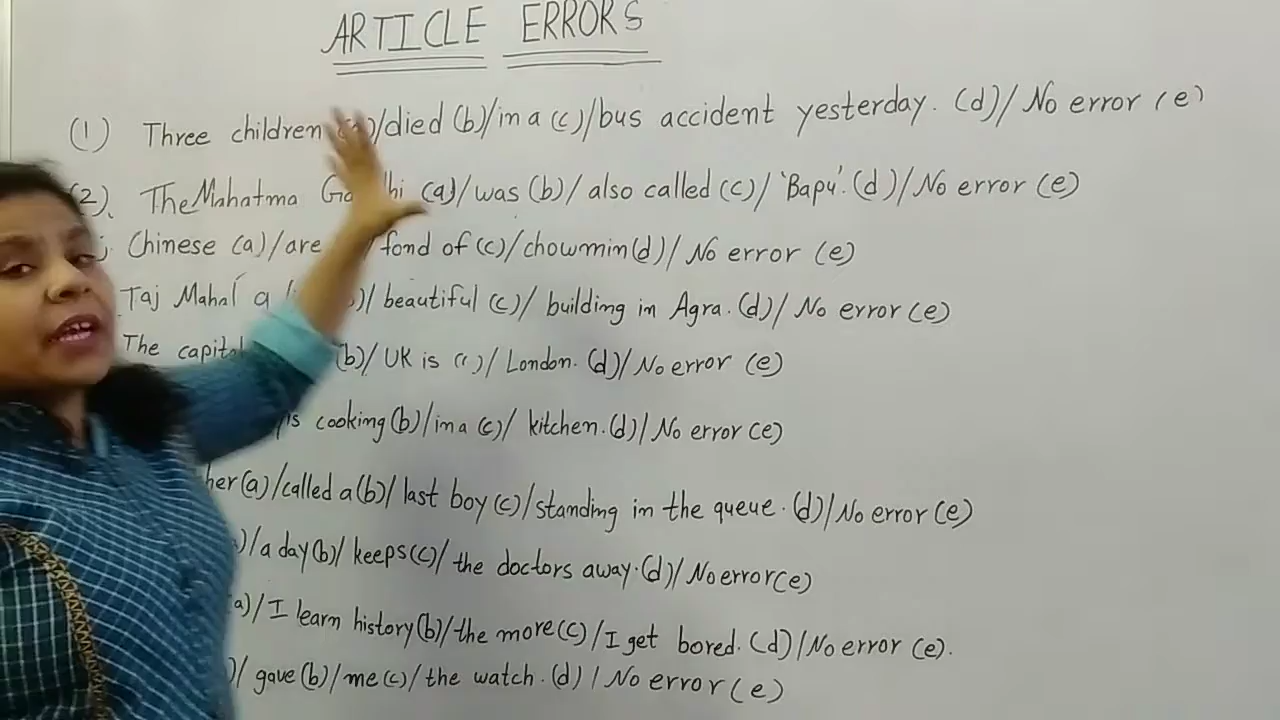 ARTICLE ERRORS
(1) Three children /died (b)/in a (c)/bus accident yesterday. (d)/ No error (e)
2). The Mahatma (a)/was (b)/ also called (c)/ 'Bapu'. (d)/No error (e)
Chinese (a)/are fond of (c)/chowmin(d)/ No error (e)
Taj Mahal / beautiful (c)/ building in Agra. (d)/ No error (e)
The (b)/ UK is / London. (d)/ No error (e)
is cooking (b)/in a (c)/ kitchen. (d)/ No error (e)
(a)/called a (b)/ last boy (c)/standing in the queue. (d)/No error (e)
/a day (b)/ keeps (c)/ the doctors away. (d)/ No error (e)
a)/I learn history (b)/the more (c)/I get bored. (d)/No error (e).
/ gave (b)/me (c)/ the watch. (d) / No error (e)